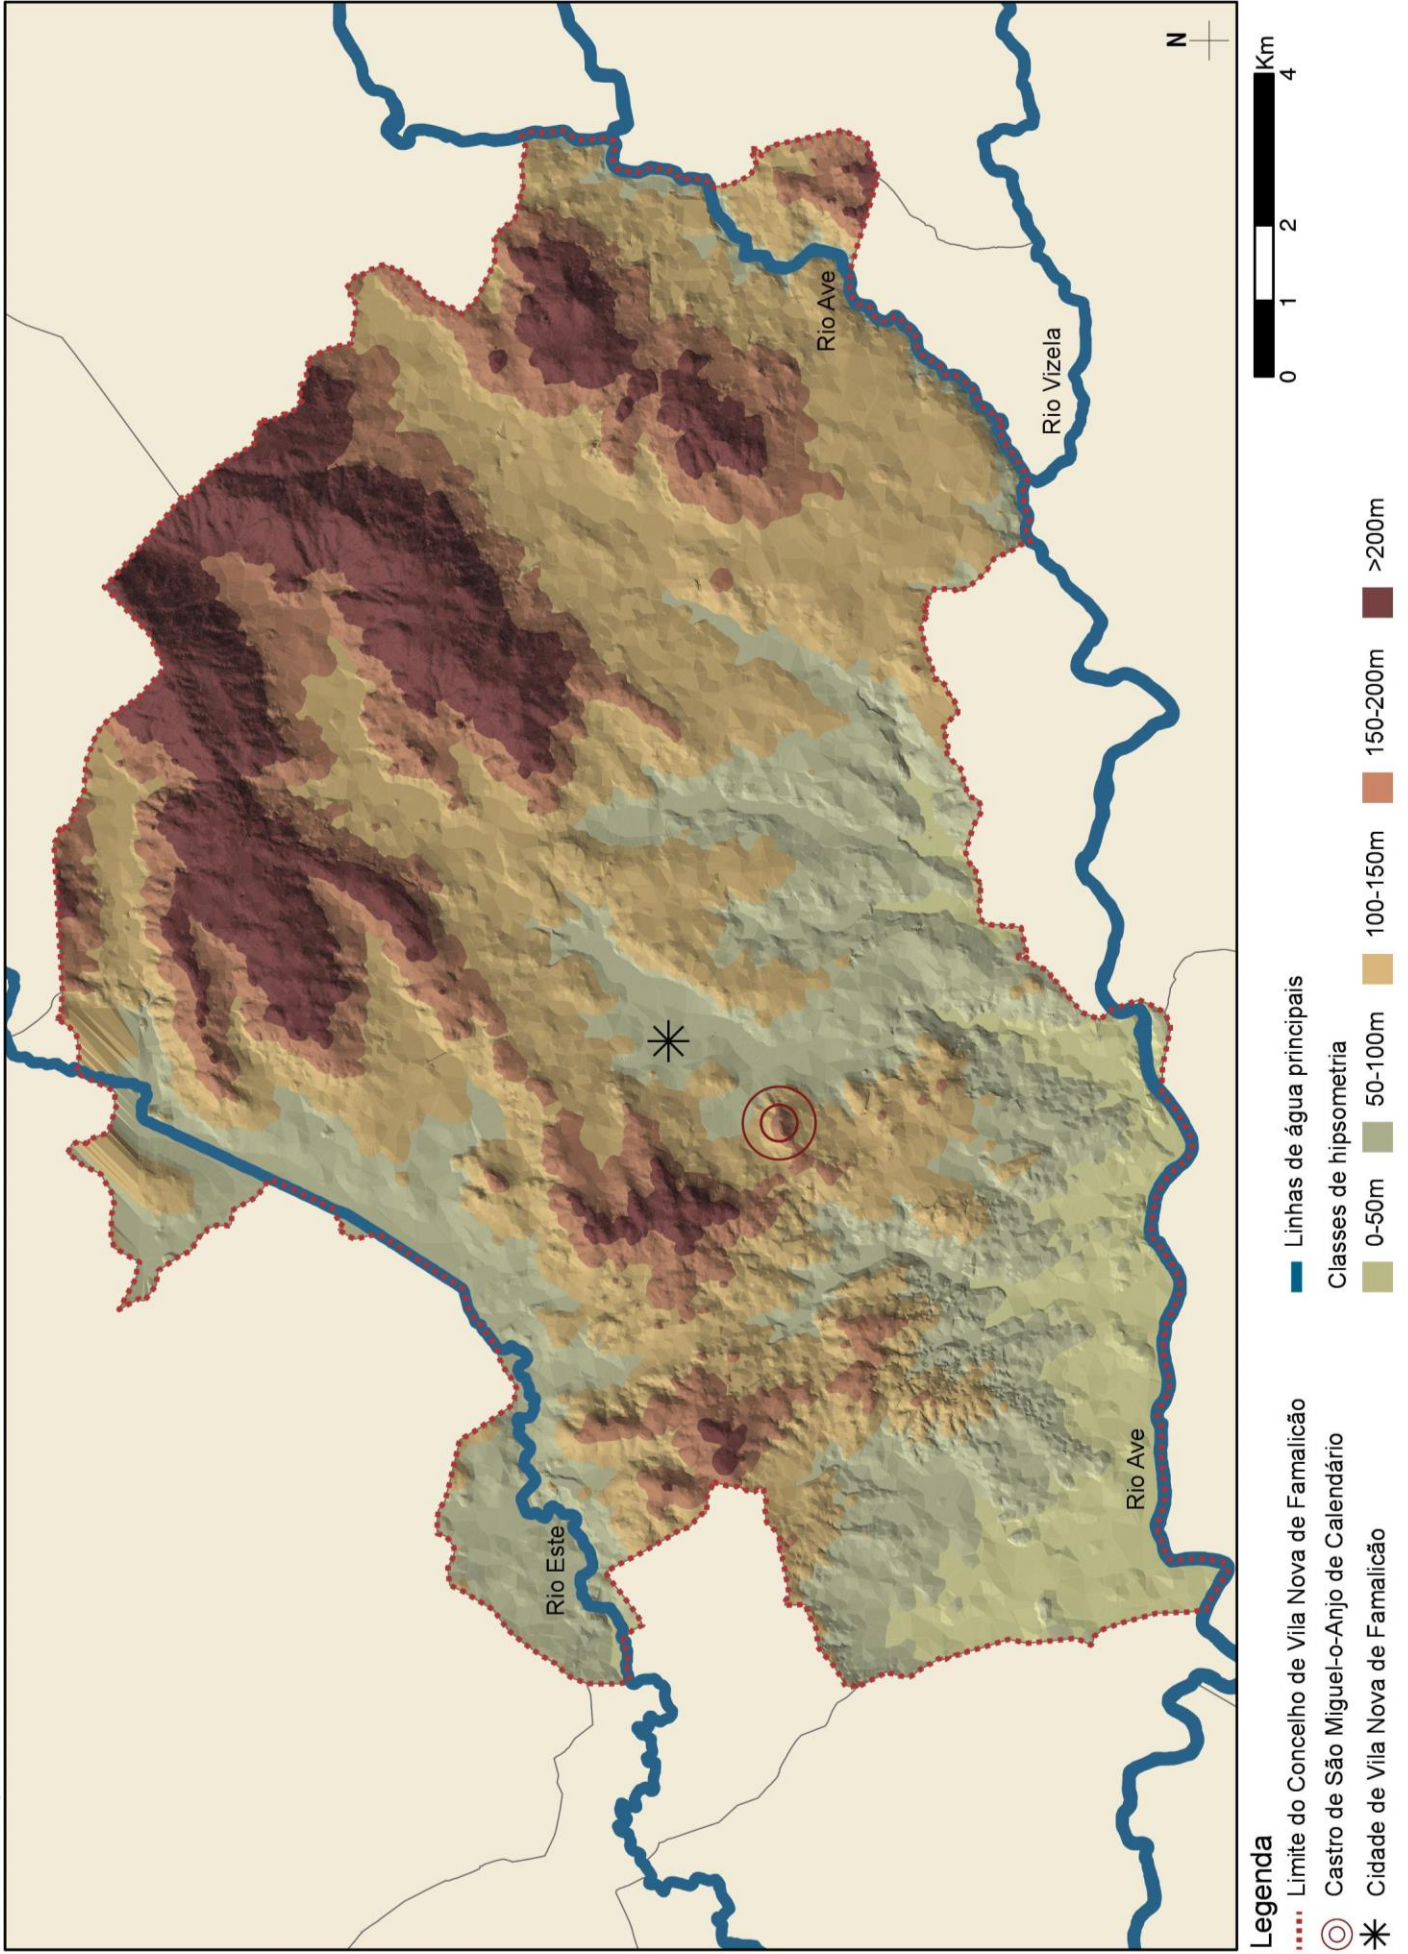 N
Rio Ave
Rio Vizela
Rio Este
Rio Ave
0 1 2 4 Km
Legenda
Limite do Concelho de Vila Nova de Famalicão
Castro de São Miguel-o-Anjo de Calendário
Cidade de Vila Nova de Famalicão
Linhas de água principais
Classes de hipsometria
0-50m 50-100m 100-150m 150-200m >200m